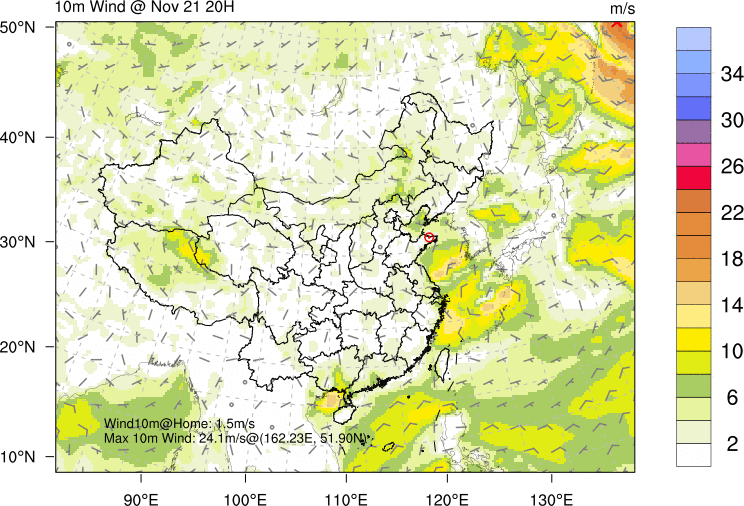 10m Wind @ Nov 21 20H
m/s
50°N
40°N
30°N
20°N
10°N
90°E
100°E
110°E
120°E
130°E
Wind10m@Home: 1.5m/s
Max 10m Wind: 24.1m/s@(162.23E, 51.90N)
34
30
26
22
18
14
10
6
2